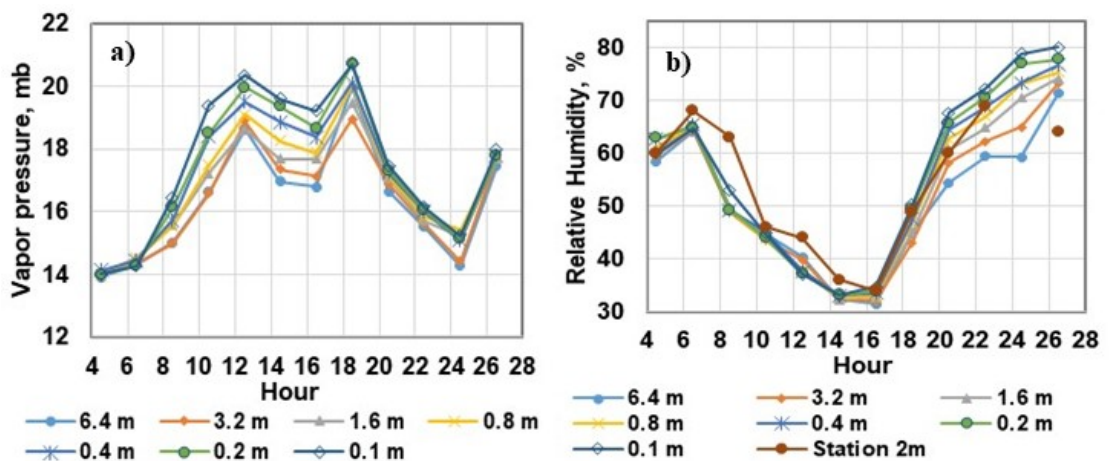 a)
Vapor pressure, mb
22
20
18
16
14
12
4 6 8 10 12 14 16 18 20 22 24 26 28
Hour
6.4 m 3.2 m 1.6 m 0.8 m
0.4 m 0.2 m 0.1 m
b)
Relative Humidity, %
80
70
60
50
40
30
4 6 8 10 12 14 16 18 20 22 24 26 28
Hour
6.4 m 3.2 m 1.6 m
0.8 m 0.4 m 0.2 m
0.1 m Station 2m